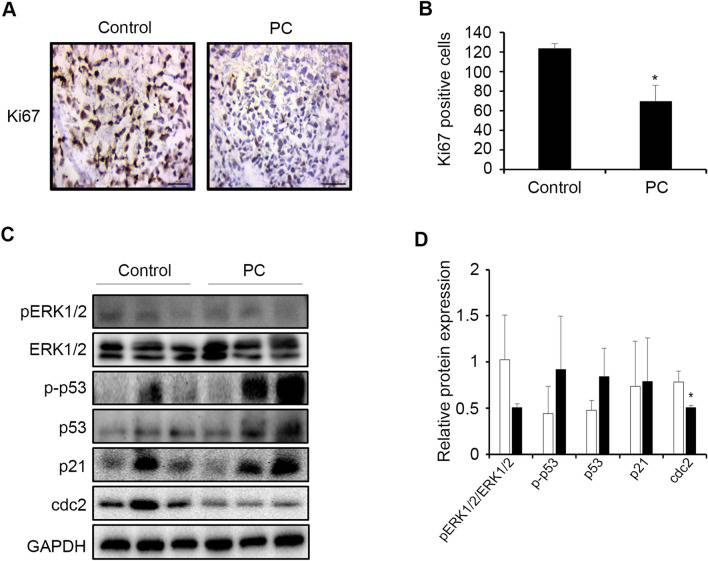 A
Control
PC
Ki67
B
Ki67 positive cells
140
120
100
80
60
40
20
0
*
Control
PC
C
Control
PC
pERK1/2
ERK1/2
p-p53
p53
p21
cdc2
GAPDH
D
Relative protein expression
2
1.5
1
0.5
0
*
pERK1/2/ERK1/2
p-p53
p53
p21
cdc2